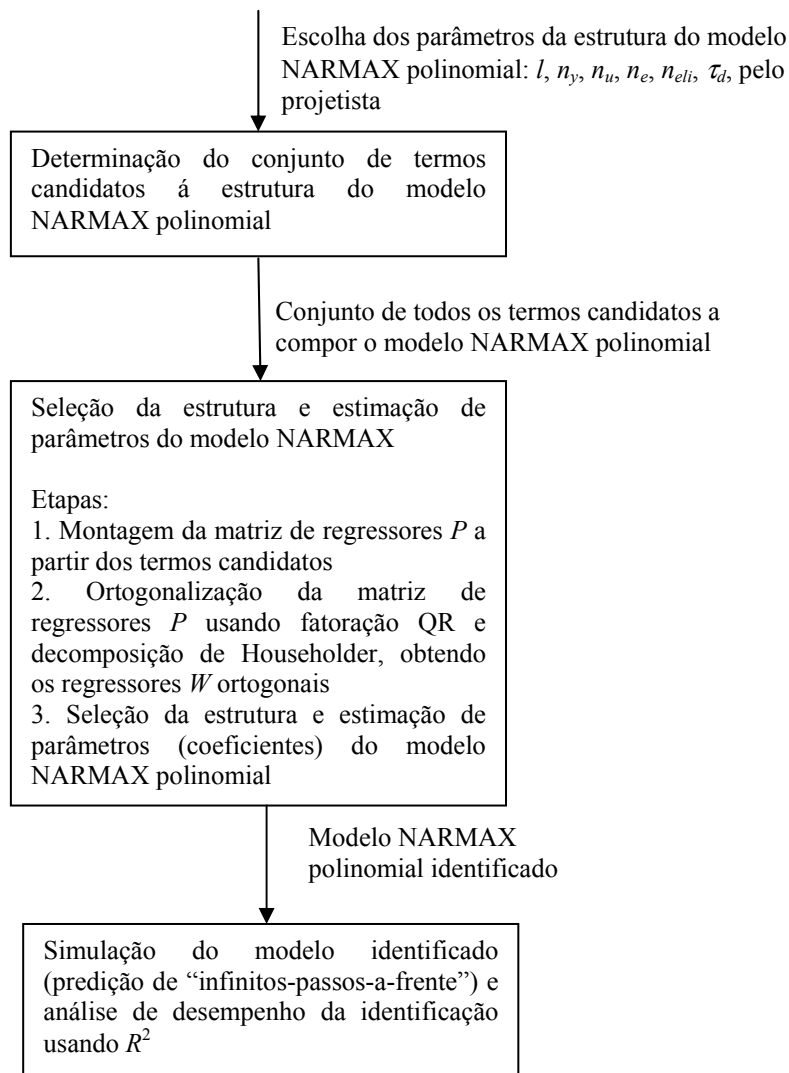 Escolha dos parâmetros da estrutura do modelo
NARMAX polinomial: l, n_y, n_u, n_e, n_eli, τ_d, pelo
projetista
Determinação do conjunto de termos
candidatos á estrutura do modelo
NARMAX polinomial
Conjunto de todos os termos candidatos a
compor o modelo NARMAX polinomial
Seleção da estrutura e estimação de
parâmetros do modelo NARMAX
Etapas:
1. Montagem da matriz de regressores P a
partir dos termos candidatos
2. Ortogonalização da matriz de
regressores P usando fatoração QR e
decomposição de Householder, obtendo
os regressores W ortogonais
3. Seleção da estrutura e estimação de
parâmetros (coeficientes) do modelo
NARMAX polinomial
Modelo NARMAX
polinomial identificado
Simulação do modelo identificado
(predição de “infinitos-passos-a-frente”) e
análise de desempenho da identificação
usando R²